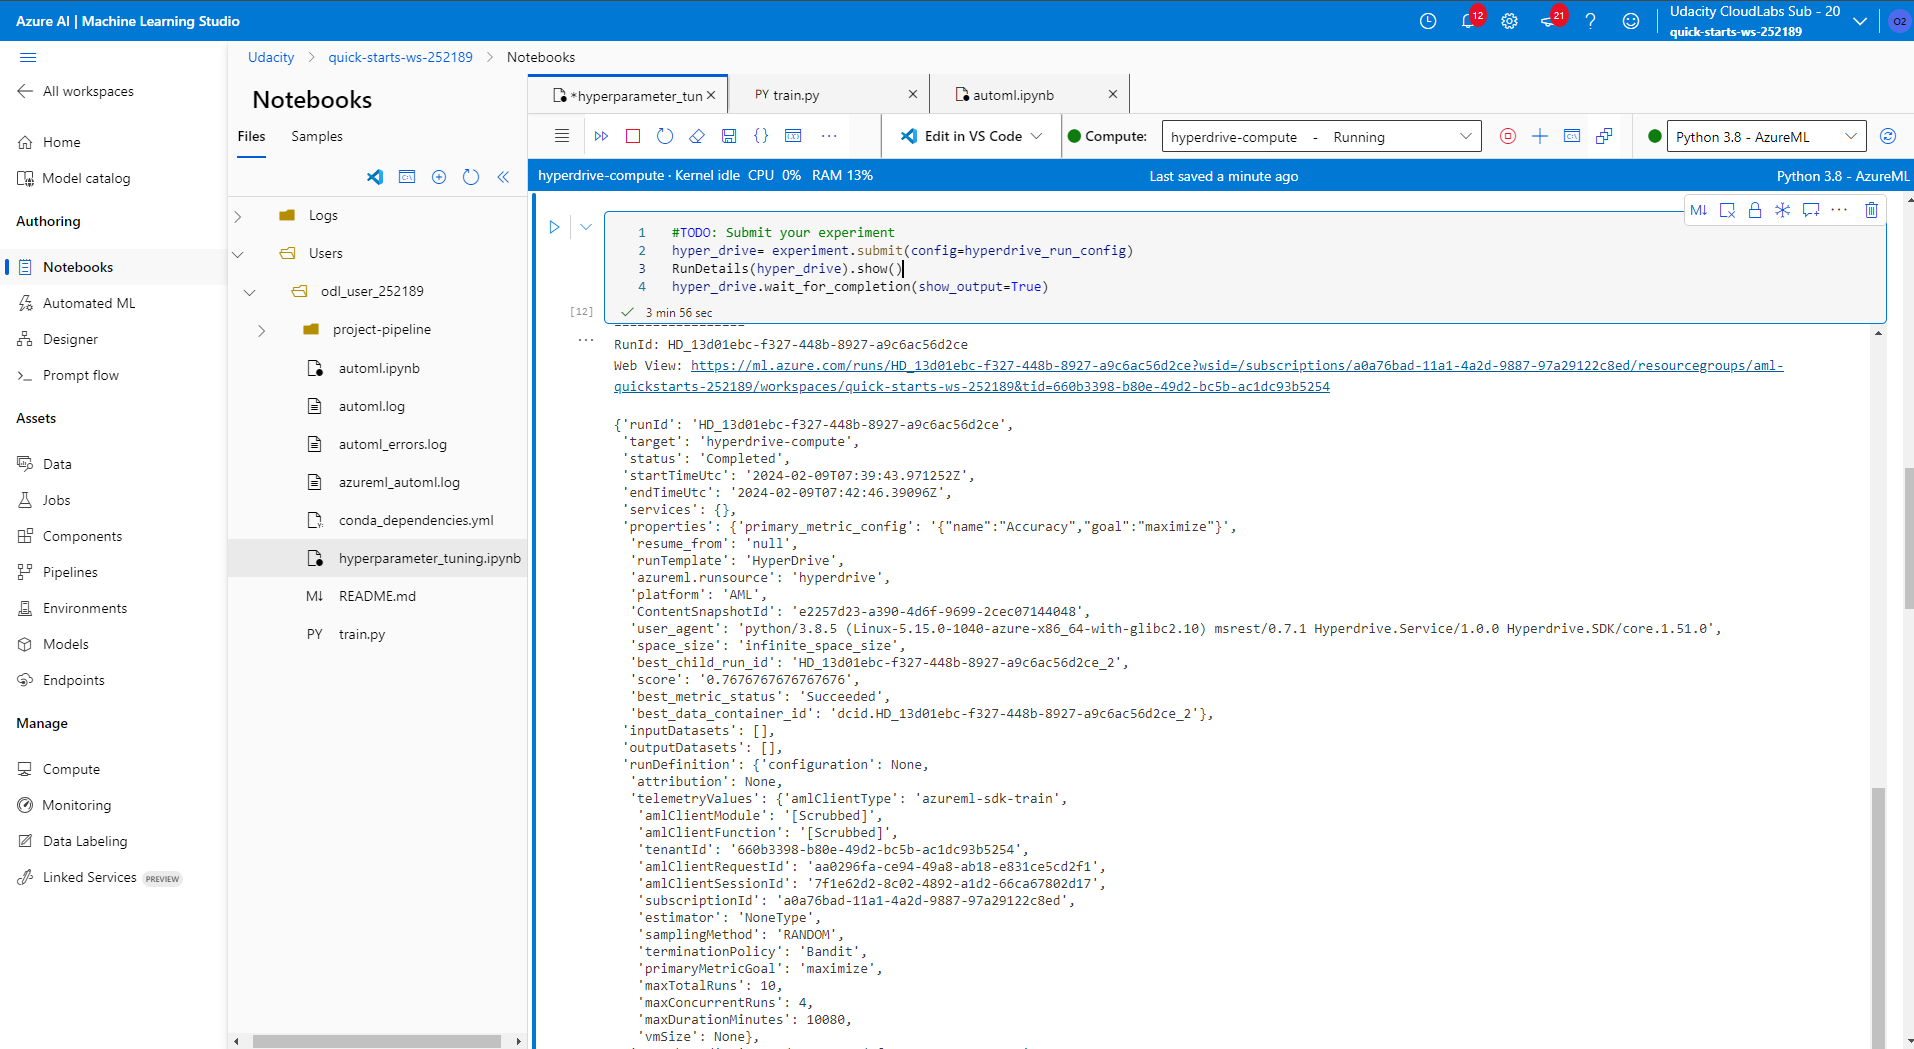 Azure AI | Machine Learning Studio
12
21
Udacity CloudLabs Sub - 20
quick-starts-ws-252189
O2
All workspaces
Home
Model catalog
Authoring
Notebooks
Automated ML
Designer
Prompt flow
Assets
Data
Jobs
Components
Pipelines
Environments
Models
Endpoints
Manage
Compute
Monitoring
Data Labeling
Linked Services PREVIEW
Udacity > quick-starts-ws-252189 > Notebooks
Notebooks
Files Samples
Logs
Users
odl_user_252189
project-pipeline
automl.ipynb
automl.log
automl_errors.log
azureml_automl.log
conda_dependencies.yml
hyperparameter_tuning.ipynb
M↓ README.md
PY train.py
*hyperparameter_tun
PY train.py
automl.ipynb
Edit in VS Code
Compute:
hyperdrive-compute - Running
Python 3.8 - AzureML
hyperdrive-compute · Kernel idle CPU 0% RAM 13%
Last saved a minute ago
Python 3.8 - AzureML
M↓
1 #TODO: Submit your experiment
2 hyper_drive= experiment.submit(config=hyperdrive_run_config)
3 RunDetails(hyper_drive).show()
4 hyper_drive.wait_for_completion(show_output=True)
[12]
3 min 56 sec
-----------------
RunId: HD_13d01ebc-f327-448b-8927-a9c6ac56d2ce
Web View: https://ml.azure.com/runs/HD_13d01ebc-f327-448b-8927-a9c6ac56d2ce?wsid=/subscriptions/a0a76bad-11a1-4a2d-9887-97a29122c8ed/resourcegroups/aml-
quickstarts-252189/workspaces/quick-starts-ws-252189&tid=660b3398-b80e-49d2-bc5b-ac1dc93b5254
{'runId': 'HD_13d01ebc-f327-448b-8927-a9c6ac56d2ce',
'target': 'hyperdrive-compute',
'status': 'Completed',
'startTimeUtc': '2024-02-09T07:39:43.971252Z',
'endTimeUtc': '2024-02-09T07:42:46.39096Z',
'services': {},
'properties': {'primary_metric_config': '{"name":"Accuracy","goal":"maximize"}',
'resume_from': 'null',
'runTemplate': 'HyperDrive',
'azureml.runsource': 'hyperdrive',
'platform': 'AML',
'ContentSnapshotId': 'e2257d23-a390-4d6f-9699-2cec07144048',
'user_agent': 'python/3.8.5 (Linux-5.15.0-1040-azure-x86_64-with-glibc2.10) msrest/0.7.1 Hyperdrive.Service/1.0.0 Hyperdrive.SDK/core.1.51.0',
'space_size': 'infinite_space_size',
'best_child_run_id': 'HD_13d01ebc-f327-448b-8927-a9c6ac56d2ce_2',
'score': '0.7676767676767676',
'best_metric_status': 'Succeeded',
'best_data_container_id': 'dcid.HD_13d01ebc-f327-448b-8927-a9c6ac56d2ce_2'},
'inputDatasets': [],
'outputDatasets': [],
'runDefinition': {'configuration': None,
'attribution': None,
'telemetryValues': {'amlClientType': 'azureml-sdk-train',
'amlClientModule': '[Scrubbed]',
'amlClientFunction': '[Scrubbed]',
'tenantId': '660b3398-b80e-49d2-bc5b-ac1dc93b5254',
'amlClientRequestId': 'aa0296fa-ce94-49a8-ab18-e831ce5cd2f1',
'amlClientSessionId': '7f1e62d2-8c02-4892-a1d2-66ca67802d17',
'subscriptionId': 'a0a76bad-11a1-4a2d-9887-97a29122c8ed',
'estimator': 'NoneType',
'samplingMethod': 'RANDOM',
'terminationPolicy': 'Bandit',
'primaryMetricGoal': 'maximize',
'maxTotalRuns': 10,
'maxConcurrentRuns': 4,
'maxDurationMinutes': 10080,
'vmSize': None},